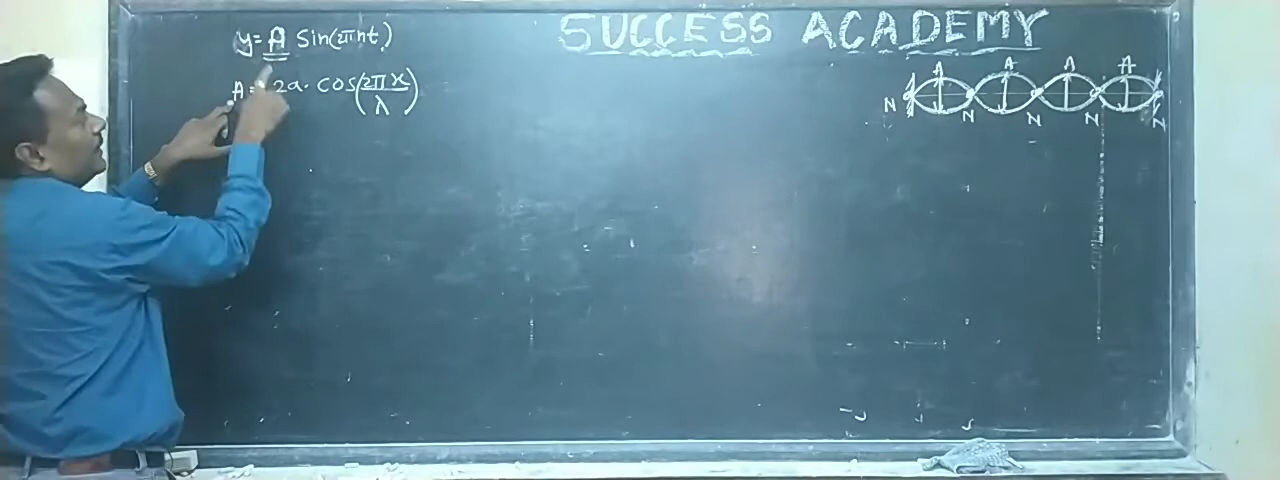 SUCCESS ACADEMY
y = A Sin(2πnt)
A = 2a. cos(2πx/λ)
A A A A
N N N N N